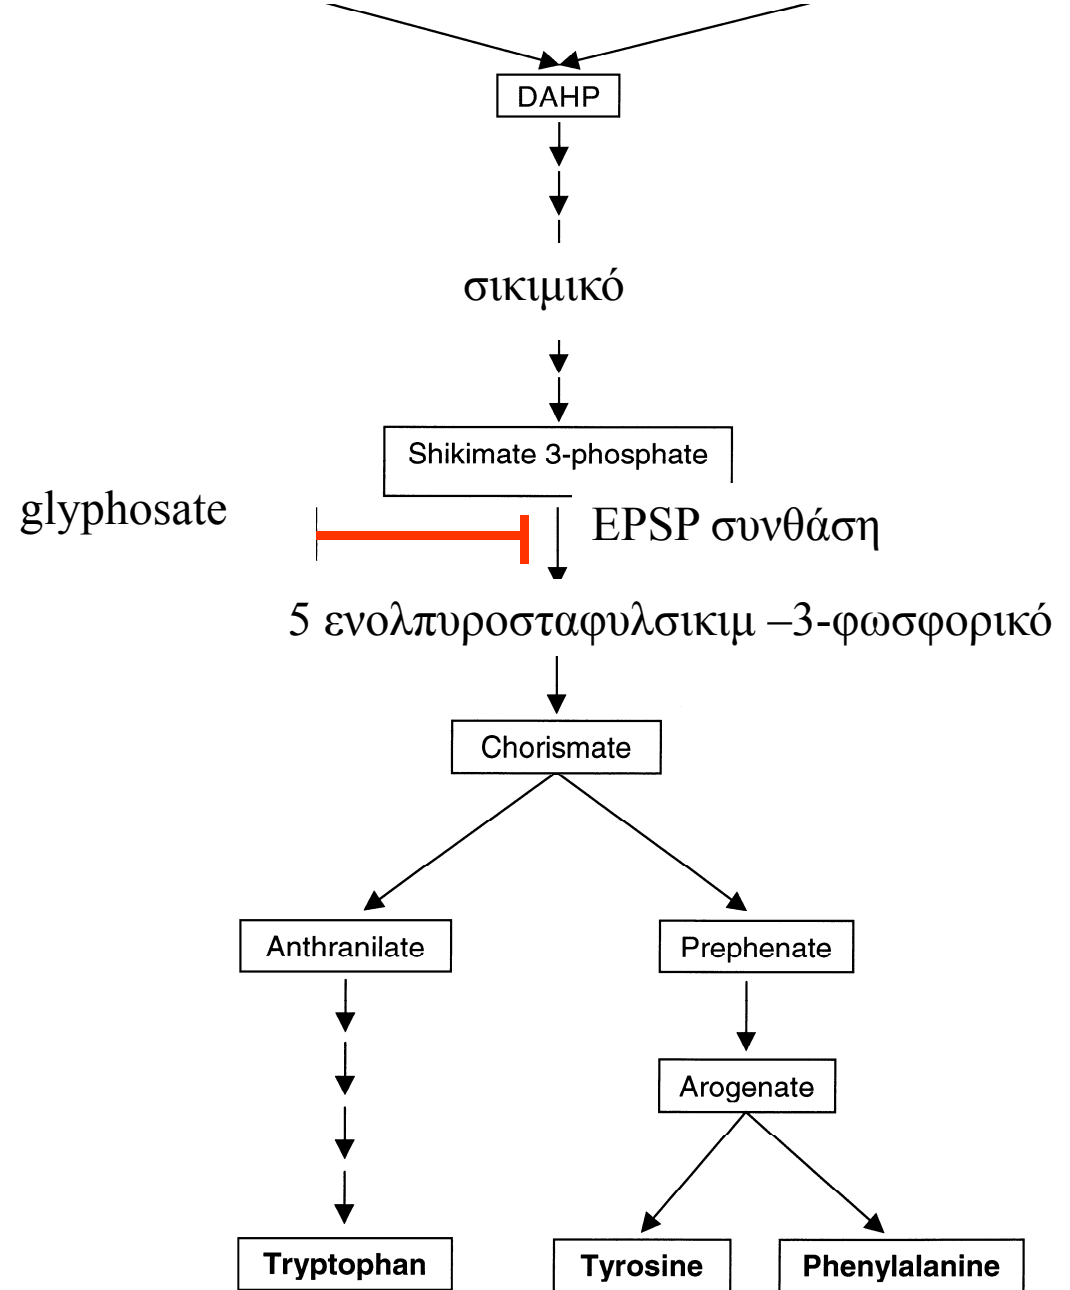 DAHP
σικιμικό
Shikimate 3-phosphate
glyphosate
EPSP συνθάση
5 ενολπυροσταφυλσικιμ –3-φωσφορικό
Chorismate
Anthranilate
Prephenate
Arogenate
Tryptophan
Tyrosine
Phenylalanine